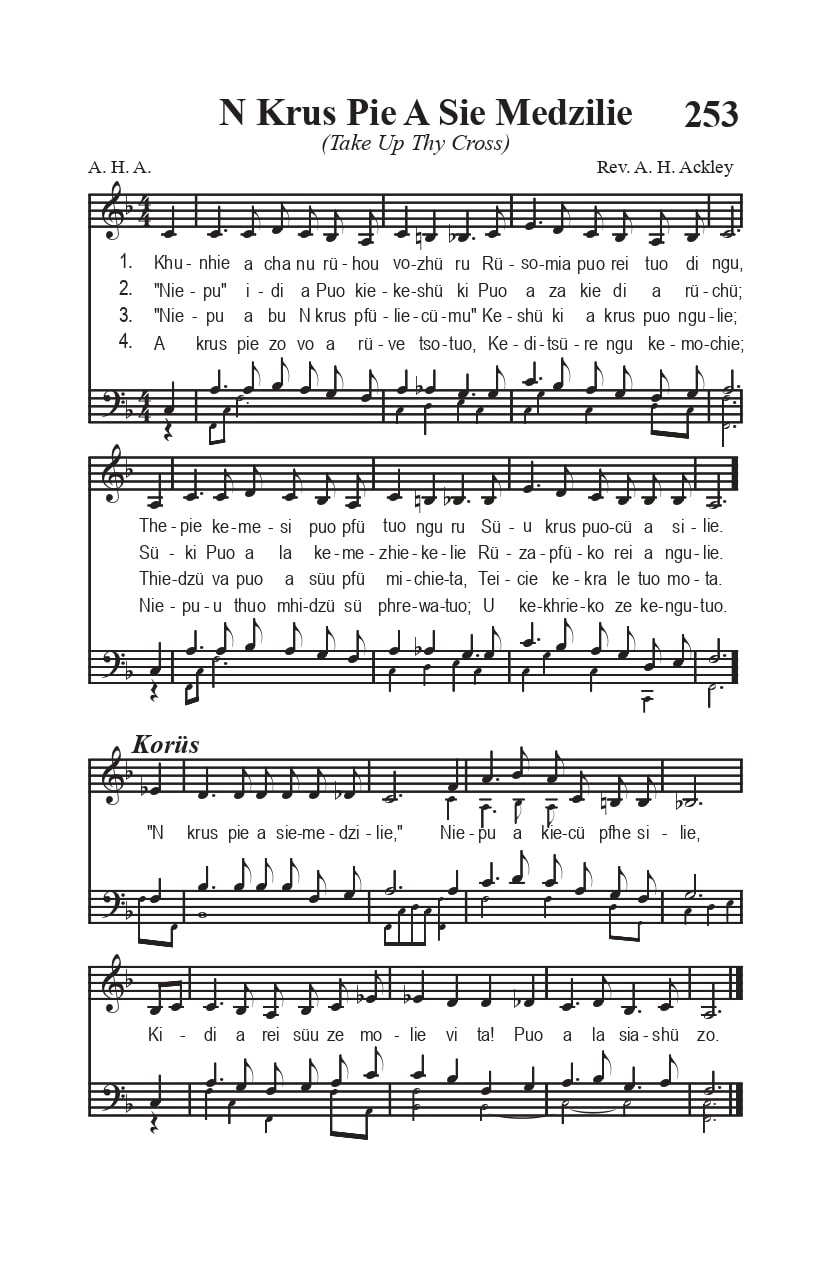 N Krus Pie A Sie Medzilie 253
(Take Up Thy Cross)
A. H. A. Rev. A. H. Ackley
1. Khu - nhie a cha nu rü - hou vo - zhü ru Rü - so - mia puo rei tuo di ngu,
2. "Nie - pu" i - di a Puo kie - ke - shü ki Puo a za kie di a rü - chü;
3. "Nie - pu a bu N krus pfü - lie - cü - mu" Ke - shü ki a krus puo ngu - lie;
4. A krus pie zo vo a rü - ve tso - tuo, Ke - di - tsü - re ngu ke - mo - chie;
The - pie ke - me - si puo pfü tuo ngu ru Sü - u krus puo - cü a si - lie.
Sü - ki Puo a la ke - me - zhie - ke - lie Rü - za - pfü - ko rei a ngu - lie.
Thie - dzü va puo a süu pfü mi - chie - ta, Tei - cie ke - kra le tuo mo - ta.
Nie - pu - u thuo mhi - dzü sü phre - wa - tuo; U ke - khrie - ko ze ke - ngu - tuo.
Korüs
"N krus pie a sie - me - dzi - lie," Nie - pu a kie - cü pfhe si - lie,
Ki - di a rei süu ze mo - lie vi ta! Puo a la sia - shü zo.